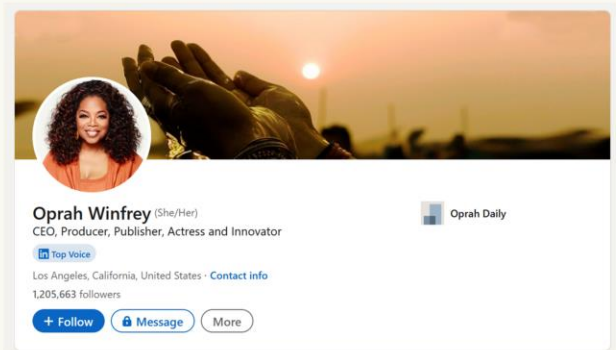 Oprah Winfrey (She/Her)
Oprah Daily
CEO, Producer, Publisher, Actress and Innovator
in Top Voice
Los Angeles, California, United States · Contact info
1,205,663 followers
+ Follow
Message
More